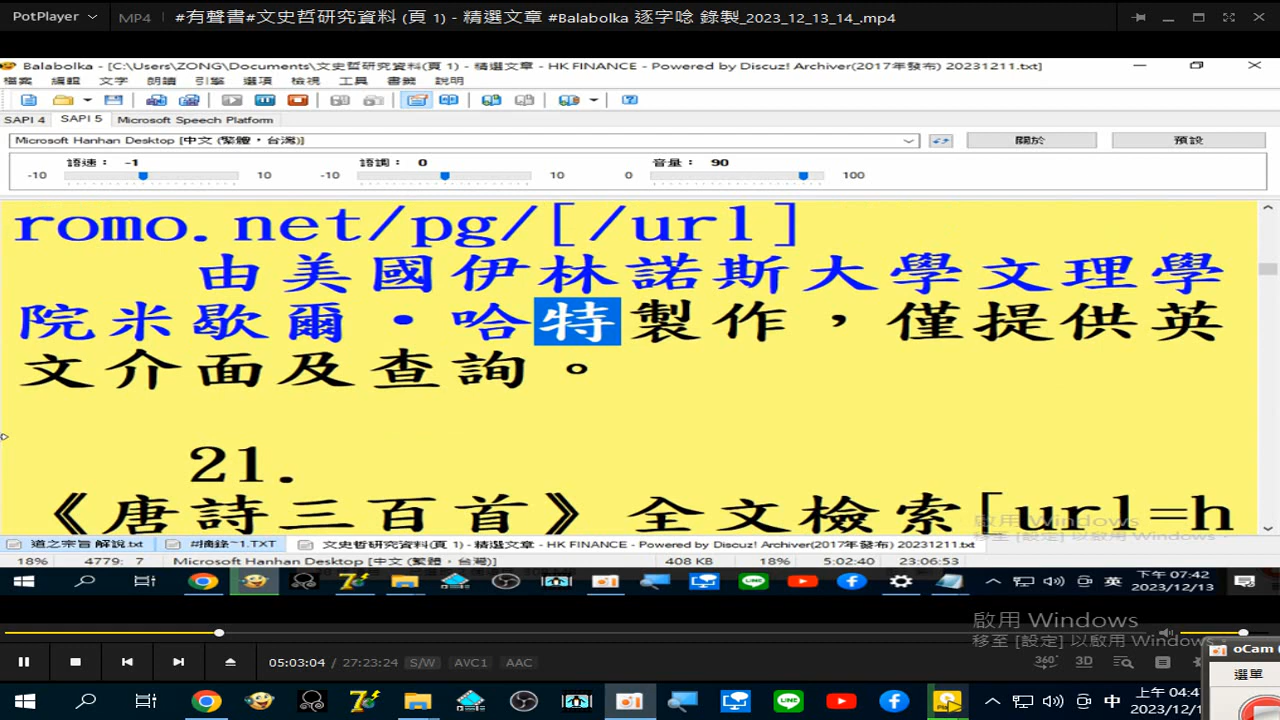 PotPlayer MP4 #有聲書#文史哲研究資料 (頁 1) - 精選文章 #Balabolka 逐字唸 錄製_2023_12_13_14_.mp4
Balabolka - [C:\Users\ZONG\Documents\文史哲研究資料(頁 1) - 精選文章 - HK FINANCE - Powered by Discuz! Archiver(2017年發布) 20231211.txt]
檔案 編輯 文字 朗讀 引擎 選項 檢視 工具 書籤 說明
SAPI 4 SAPI 5 Microsoft Speech Platform
Microsoft Hanhan Desktop [中文 (繁體，台灣)] 關於 預設
語速： -1 語調： 0 音量： 90
-10 10 -10 10 0 100
romo.net/pg/[/url]
由美國伊林諾斯大學文理學
院米歇爾·哈特製作，僅提供英
文介面及查詢。
21.
《唐詩三百首》全文檢索[url=h
啟用 Windows
移至 [設定] 以啟用 Windows。
道之宗旨 解說.txt #摘錄~1.TXT 文史哲研究資料(頁 1) - 精選文章 - HK FINANCE - Powered by Discuz! Archiver(2017年發布) 20231211.txt
18% 4779: 7 Microsoft Hanhan Desktop [中文 (繁體，台灣)] 408 KB 18% 5:02:40 23:06:53
英 下午 07:42
2023/12/13
啟用 Windows
移至 [設定] 以啟用 Windows。
05:03:04 / 27:23:24 S/W AVC1 AAC 360° 3D
oCam (
選單
中 上午 04:4
2023/12/1